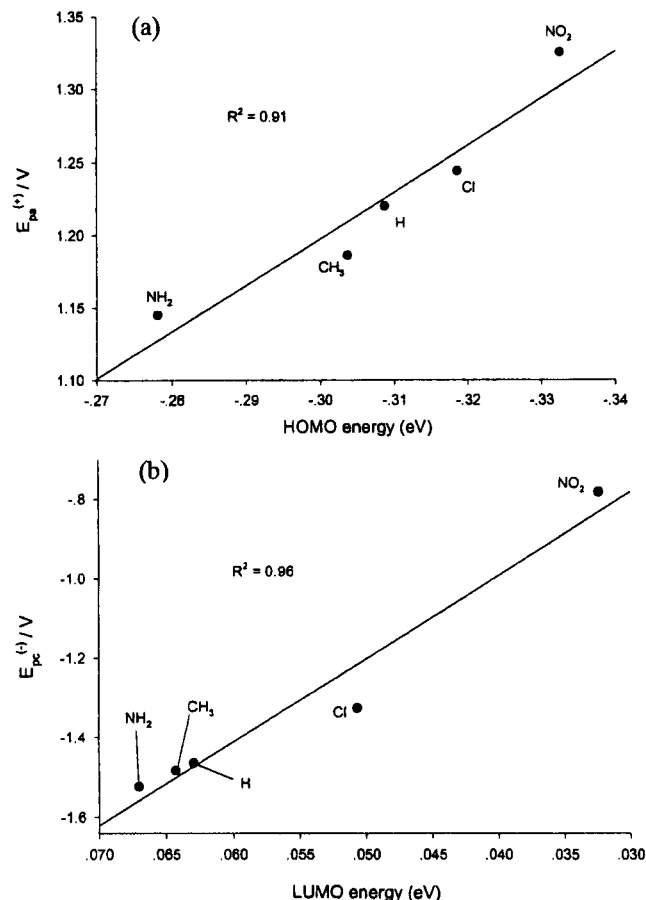 (a)
1.35
1.30
1.25
1.20
1.15
1.10
E_pa^(+) / V
R² = 0.91
NO₂
Cl
H
CH₃
NH₂
-.27 -.28 -.29 -.30 -.31 -.32 -.33 -.34
HOMO energy (eV)
(b)
-.8
-1.0
-1.2
-1.4
-1.6
E_pc^(-) / V
R² = 0.96
NO₂
Cl
CH₃
NH₂
H
.070 .065 .060 .055 .050 .045 .040 .035 .030
LUMO energy (eV)